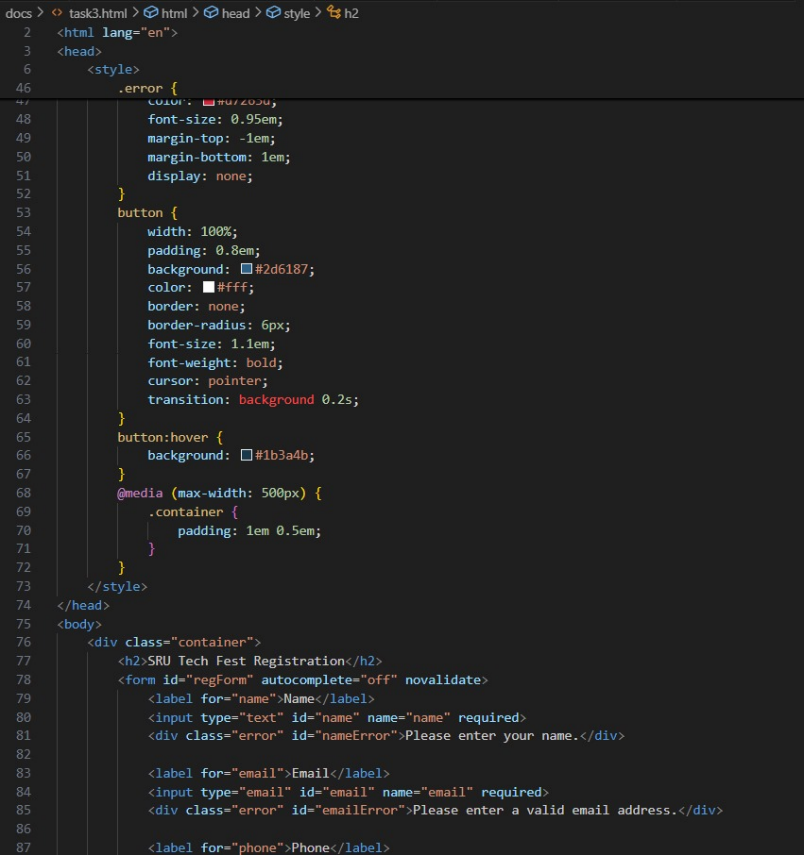 docs > <> task3.html > html > head > style > h2
2 <html lang="en">
3 <head>
6 <style>
46 .error {
47 color: #d7263d;
48 font-size: 0.95em;
49 margin-top: -1em;
50 margin-bottom: 1em;
51 display: none;
52 }
53 button {
54 width: 100%;
55 padding: 0.8em;
56 background: #2d6187;
57 color: #fff;
58 border: none;
59 border-radius: 6px;
60 font-size: 1.1em;
61 font-weight: bold;
62 cursor: pointer;
63 transition: background 0.2s;
64 }
65 button:hover {
66 background: #1b3a4b;
67 }
68 @media (max-width: 500px) {
69 .container {
70 padding: 1em 0.5em;
71 }
72 }
73 </style>
74 </head>
75 <body>
76 <div class="container">
77 <h2>SRU Tech Fest Registration</h2>
78 <form id="regForm" autocomplete="off" novalidate>
79 <label for="name">Name</label>
80 <input type="text" id="name" name="name" required>
81 <div class="error" id="nameError">Please enter your name.</div>
82
83 <label for="email">Email</label>
84 <input type="email" id="email" name="email" required>
85 <div class="error" id="emailError">Please enter a valid email address.</div>
86
87 <label for="phone">Phone</label>